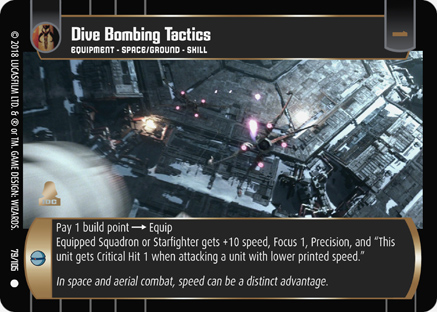 Dive Bombing Tactics
EQUIPMENT - SPACE/GROUND - SKILL
Pay 1 build point → Equip
Equipped Squadron or Starfighter gets +10 speed, Focus 1, Precision, and “This
unit gets Critical Hit 1 when attacking a unit with lower printed speed.”
In space and aerial combat, speed can be a distinct advantage.
© 2018 LUCASFILM LTD. & ® or TM. GAME DESIGN: WIZARDS.
79/105